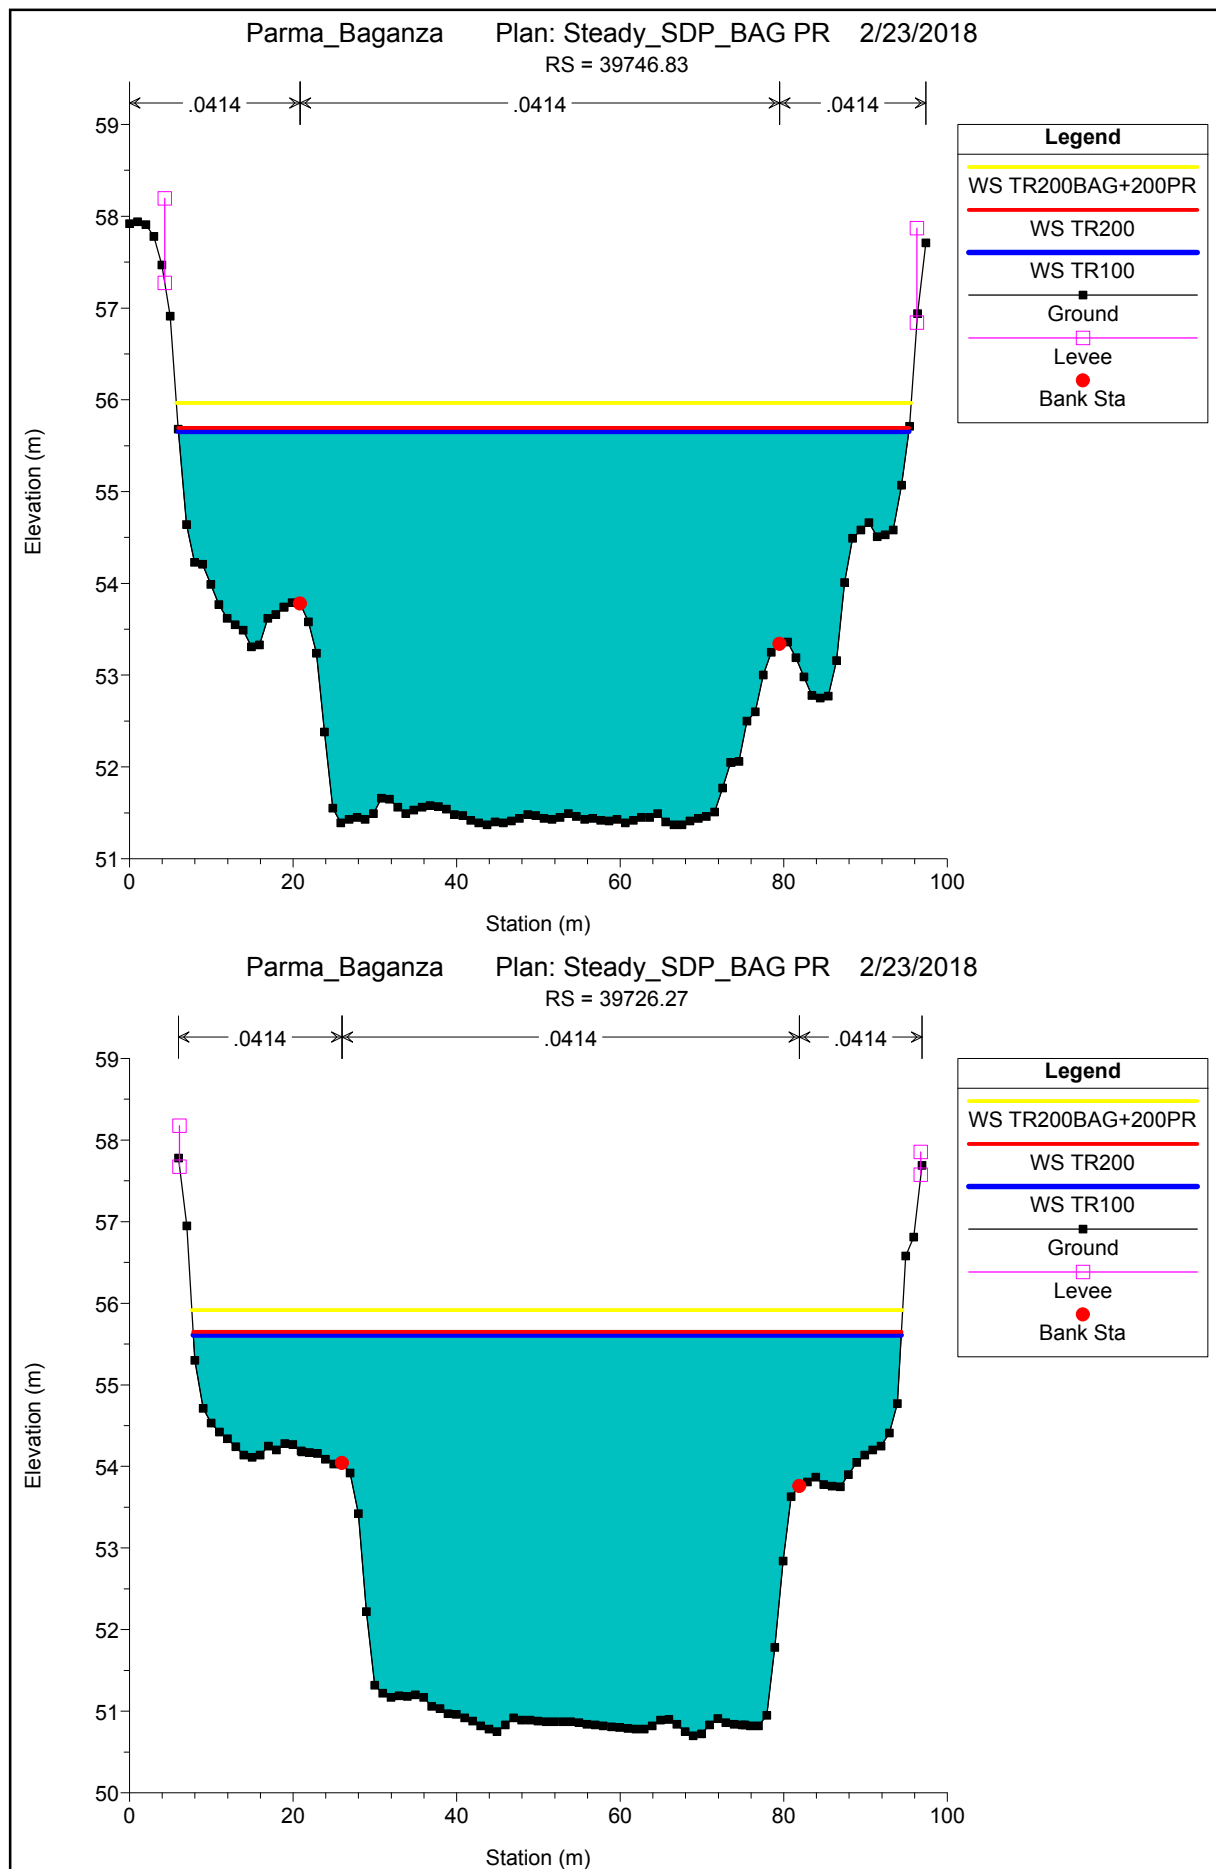 Parma_Baganza Plan: Steady_SDP_BAG PR 2/23/2018
RS = 39746.83
.0414 .0414 .0414
59
58
57
56
55
54
53
52
51
0 20 40 60 80 100
Elevation (m)
Station (m)
Legend
WS TR200BAG+200PR
WS TR200
WS TR100
Ground
Levee
Bank Sta
Parma_Baganza Plan: Steady_SDP_BAG PR 2/23/2018
RS = 39726.27
.0414 .0414 .0414
59
58
57
56
55
54
53
52
51
50
0 20 40 60 80 100
Elevation (m)
Station (m)
Legend
WS TR200BAG+200PR
WS TR200
WS TR100
Ground
Levee
Bank Sta